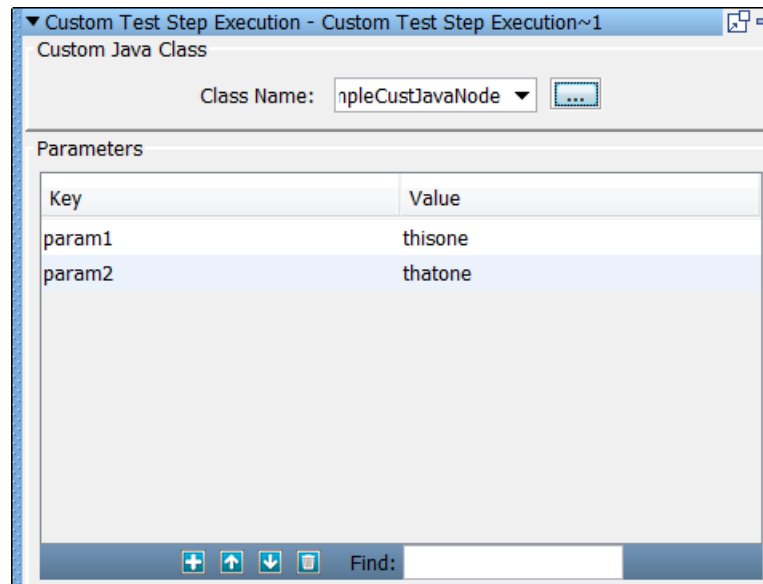 Custom Test Step Execution - Custom Test Step Execution~1
Custom Java Class
Class Name: npleCustJavaNode ...
Parameters
Key Value
param1 thisone
param2 thatone
Find: